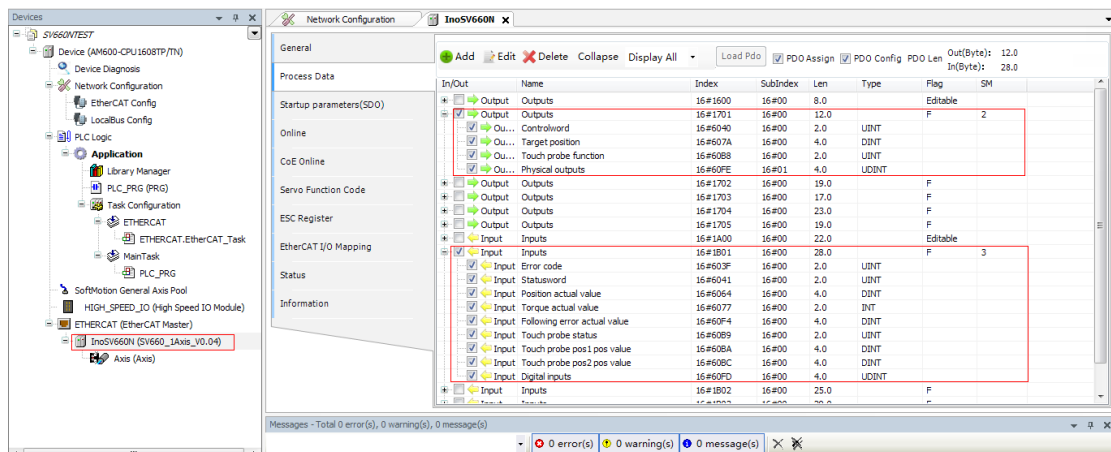 Devices
SV660NTEST
Device (AM600-CPU1608TP/TN)
Device Diagnosis
Network Configuration
EtherCAT Config
LocalBus Config
PLC Logic
Application
Library Manager
PLC_PRG (PRG)
Task Configuration
ETHERCAT
ETHERCAT.EtherCAT_Task
MainTask
PLC_PRG
SoftMotion General Axis Pool
HIGH_SPEED_IO (High Speed IO Module)
ETHERCAT (EtherCAT Master)
InoSV660N (SV660_1Axis_V0.04)
Axis (Axis)
Network Configuration InoSV660N
General
Process Data
Startup parameters(SDO)
Online
CoE Online
Servo Function Code
ESC Register
EtherCAT I/O Mapping
Status
Information
Add Edit Delete Collapse Display All Load Pdo PDO Assign PDO Config PDO Len Out(Byte): 12.0
In(Byte): 28.0
In/Out Name Index SubIndex Len Type Flag SM
Output Outputs 16#1600 16#00 8.0 Editable
Output Outputs 16#1701 16#00 12.0 F 2
Ou... Controlword 16#6040 16#00 2.0 UINT
Ou... Target position 16#607A 16#00 4.0 DINT
Ou... Touch probe function 16#60B8 16#00 2.0 UINT
Ou... Physical outputs 16#60FE 16#01 4.0 UDINT
Output Outputs 16#1702 16#00 19.0 F
Output Outputs 16#1703 16#00 17.0 F
Output Outputs 16#1704 16#00 23.0 F
Output Outputs 16#1705 16#00 19.0 F
Input Inputs 16#1A00 16#00 22.0 Editable
Input Inputs 16#1B01 16#00 28.0 F 3
Input Error code 16#603F 16#00 2.0 UINT
Input Statusword 16#6041 16#00 2.0 UINT
Input Position actual value 16#6064 16#00 4.0 DINT
Input Torque actual value 16#6077 16#00 2.0 INT
Input Following error actual value 16#60F4 16#00 4.0 DINT
Input Touch probe status 16#60B9 16#00 2.0 UINT
Input Touch probe pos1 pos value 16#60BA 16#00 4.0 DINT
Input Touch probe pos2 pos value 16#60BC 16#00 4.0 DINT
Input Digital inputs 16#60FD 16#00 4.0 UDINT
Input Inputs 16#1B02 16#00 25.0 F
Messages - Total 0 error(s), 0 warning(s), 0 message(s)
0 error(s) 0 warning(s) 0 message(s)